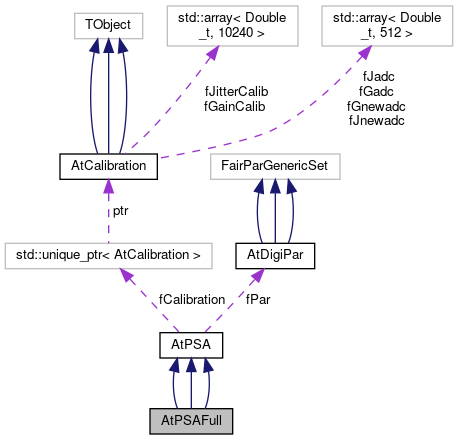 TObject
std::array< Double
_t, 10240 >
std::array< Double
_t, 512 >
fJitterCalib
fGainCalib
fJadc
fGadc
fGnewadc
fJnewadc
AtCalibration
FairParGenericSet
ptr
std::unique_ptr< AtCalibration >
AtDigiPar
fCalibration
fPar
AtPSA
AtPSAFull